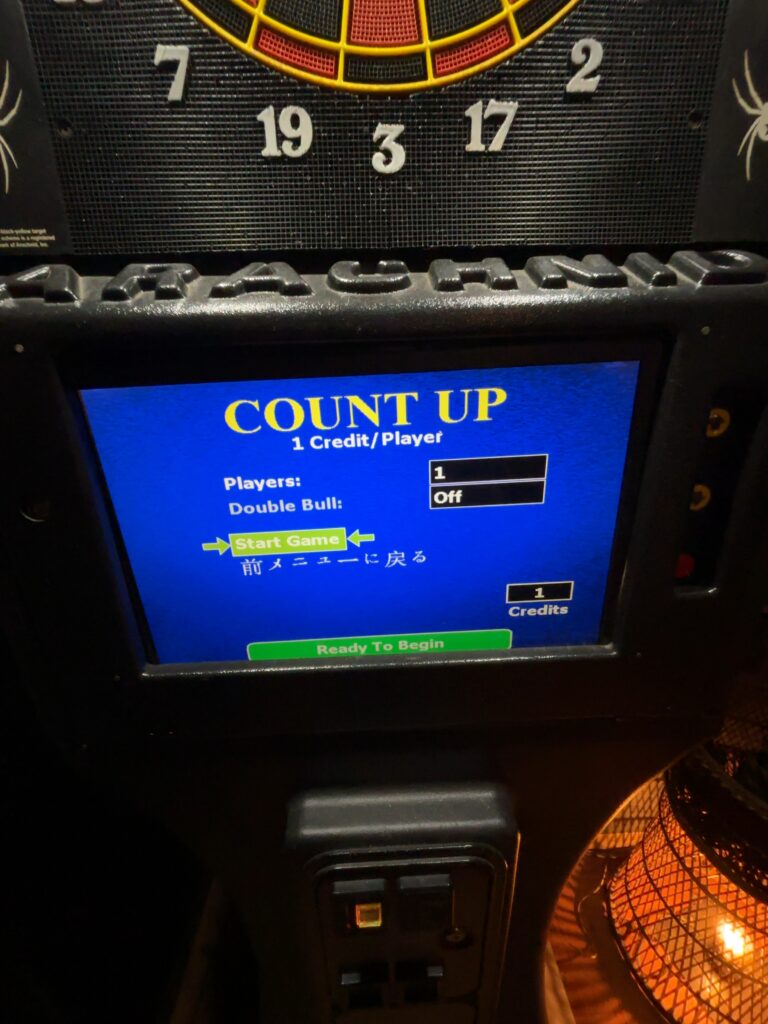 7
2
19
17
3
ARACHNID
COUNT UP
1 Credit/Player
Players: 1
Double Bull: Off
Start Game
前メニューに戻る
1
Credits
Ready To Begin